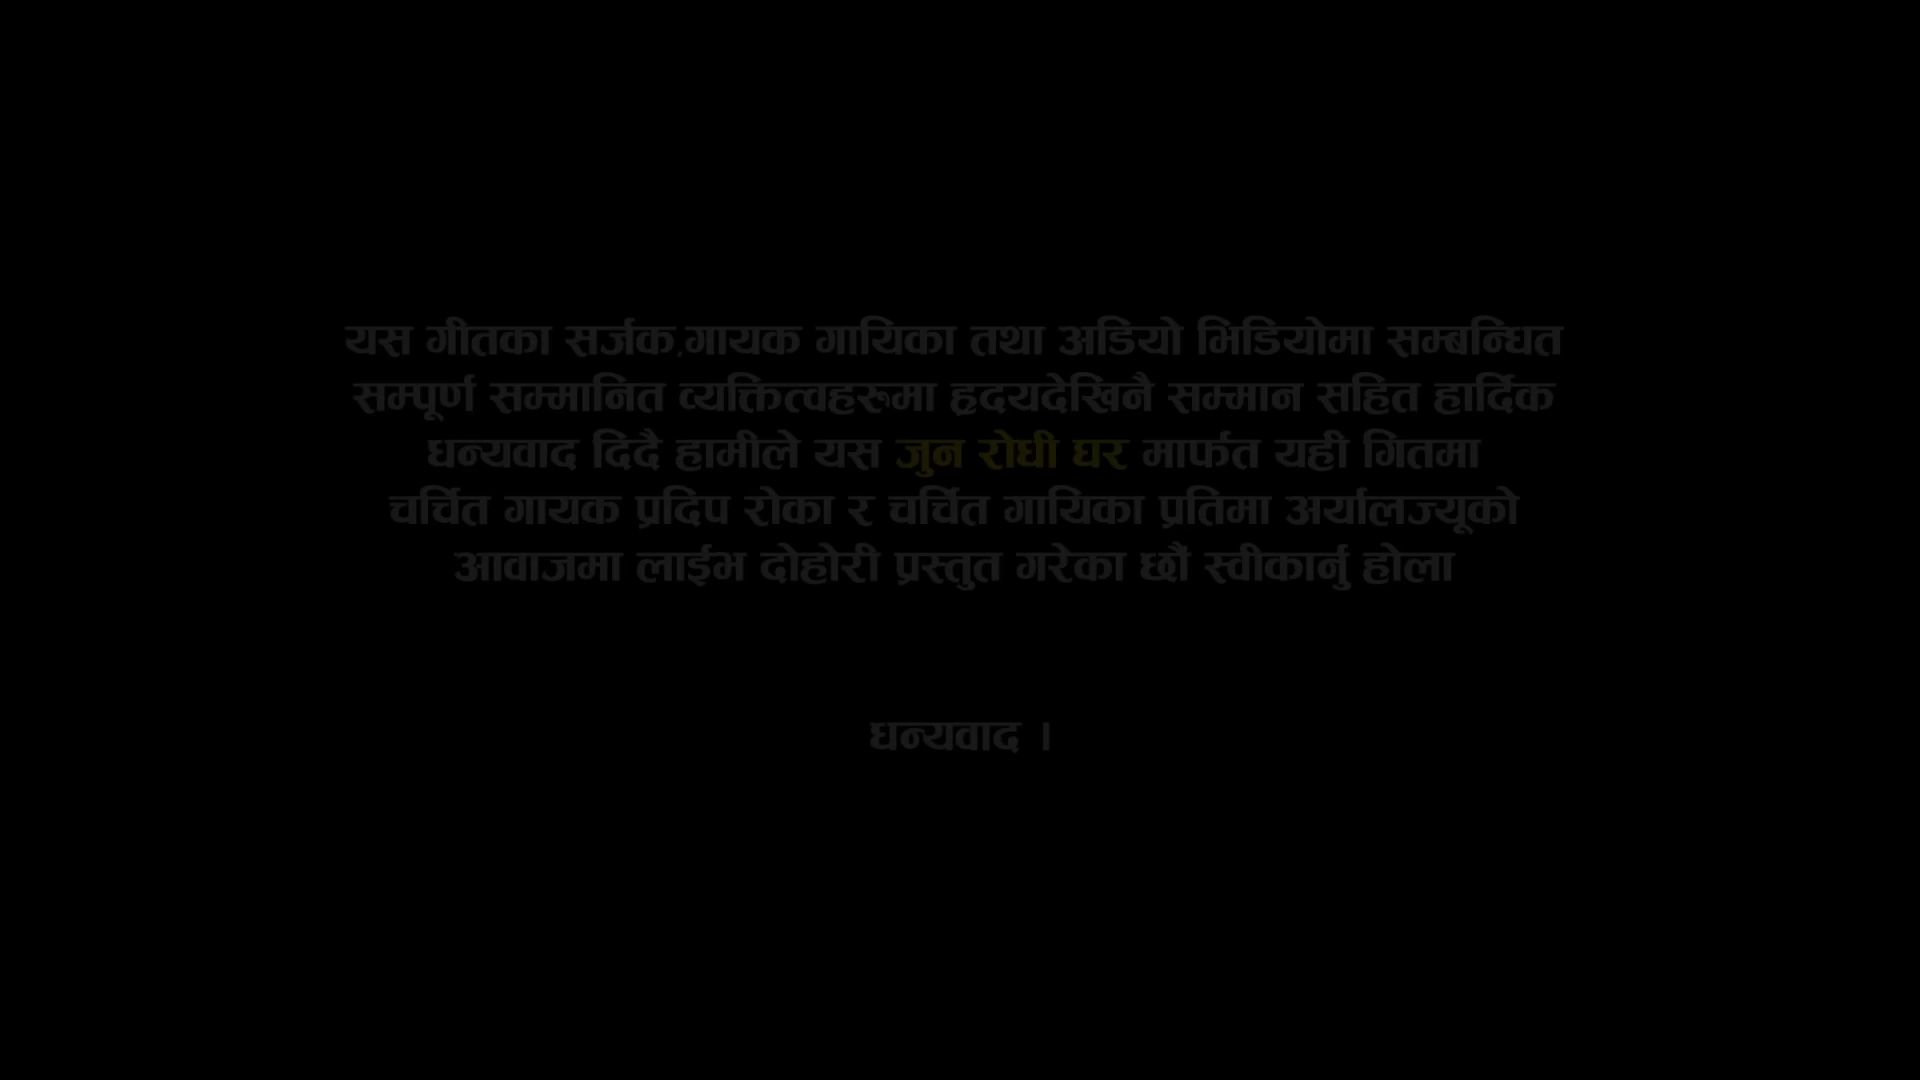 यस गीतका सर्जक,गायक गायिका तथा अडियो भिडियोमा सम्बन्धित
सम्पूर्ण सम्मानित व्यक्तित्वहरुमा हृदयदेखिनै सम्मान सहित हार्दिक
धन्यवाद दिदै हामीले यस जुन रोधी घर मार्फत यही गितमा
चर्चित गायक प्रदिप रोका र चर्चित गायिका प्रतिमा अर्यालज्यूको
आवाजमा लाईभ दोहोरी प्रस्तुत गरेका छौं स्वीकार्नु होला
धन्यवाद ।